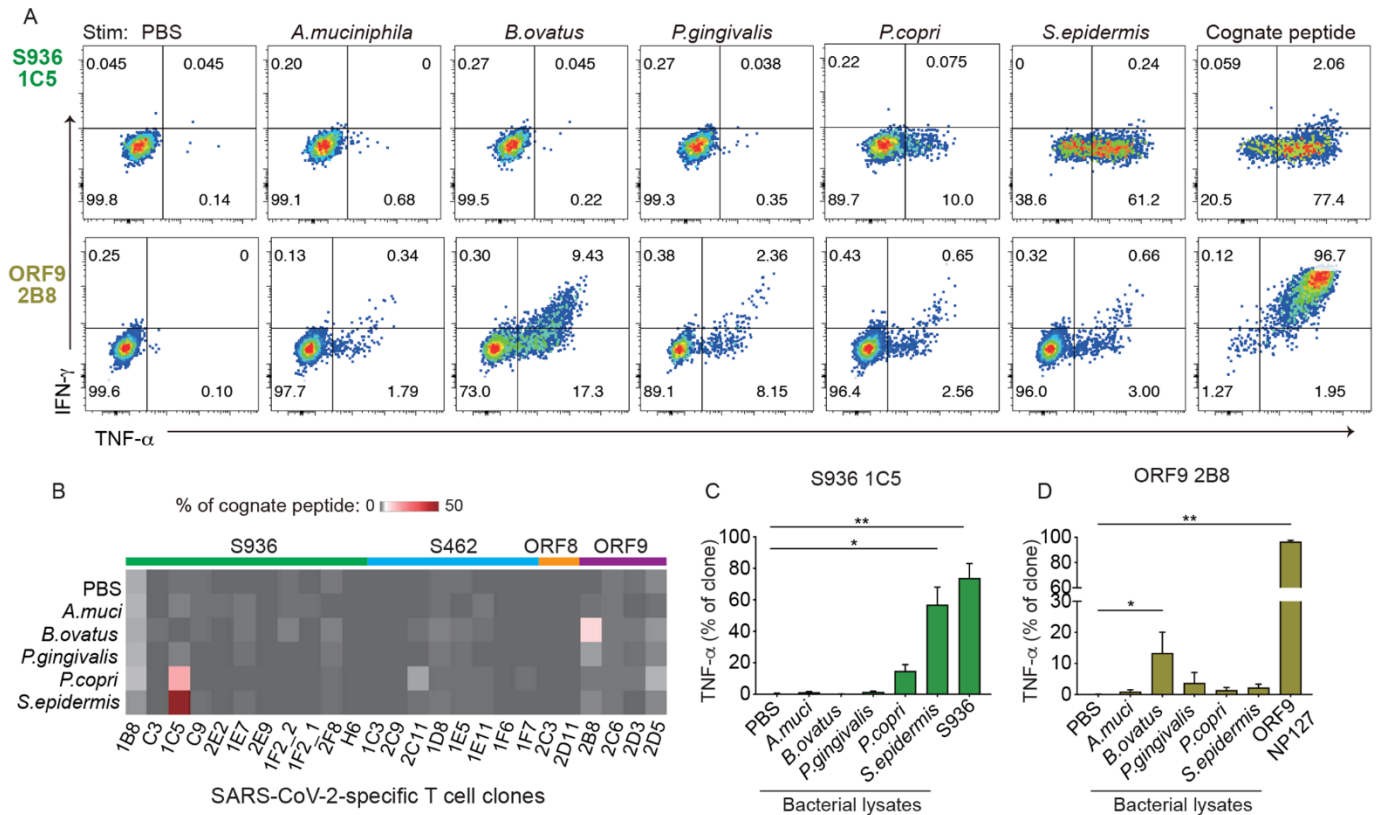 A
Stim: PBS A.muciniphila B.ovatus P.gingivalis P.copri S.epidermis Cognate peptide
S936
1C5
0.045 0.045 0.20 0 0.27 0.045 0.27 0.038 0.22 0.075 0 0.24 0.059 2.06
99.8 0.14 99.1 0.68 99.5 0.22 99.3 0.35 89.7 10.0 38.6 61.2 20.5 77.4
ORF9
2B8
0.25 0 0.13 0.34 0.30 9.43 0.38 2.36 0.43 0.65 0.32 0.66 0.12 96.7
99.6 0.10 97.7 1.79 73.0 17.3 89.1 8.15 96.4 2.56 96.0 3.00 1.27 1.95
IFN-γ
TNF-α
B
% of cognate peptide: 0 50
S936 S462 ORF8 ORF9
PBS
A.muci
B.ovatus
P.gingivalis
P.copri
S.epidermis
1B8 C3 1C5 C9 2E2 1E7 2E9 1F2_2 1F2_1 2F8 H6 1C3 2C9 2C11 1D8 1E5 1E11 1F6 1F7 2C3 2D11 2B8 2C6 2D3 2D5
SARS-CoV-2-specific T cell clones
C
S936 1C5
**
*
TNF-α (% of clone)
100
80
60
40
20
0
PBS A.muci B.ovatus P.gingivalis P.copri S.epidermis S936
Bacterial lysates
D
ORF9 2B8
**
*
TNF-α (% of clone)
100
80
60
30
20
10
0
PBS A.muci B.ovatus P.gingivalis P.copri S.epidermis ORF9 NP127
Bacterial lysates